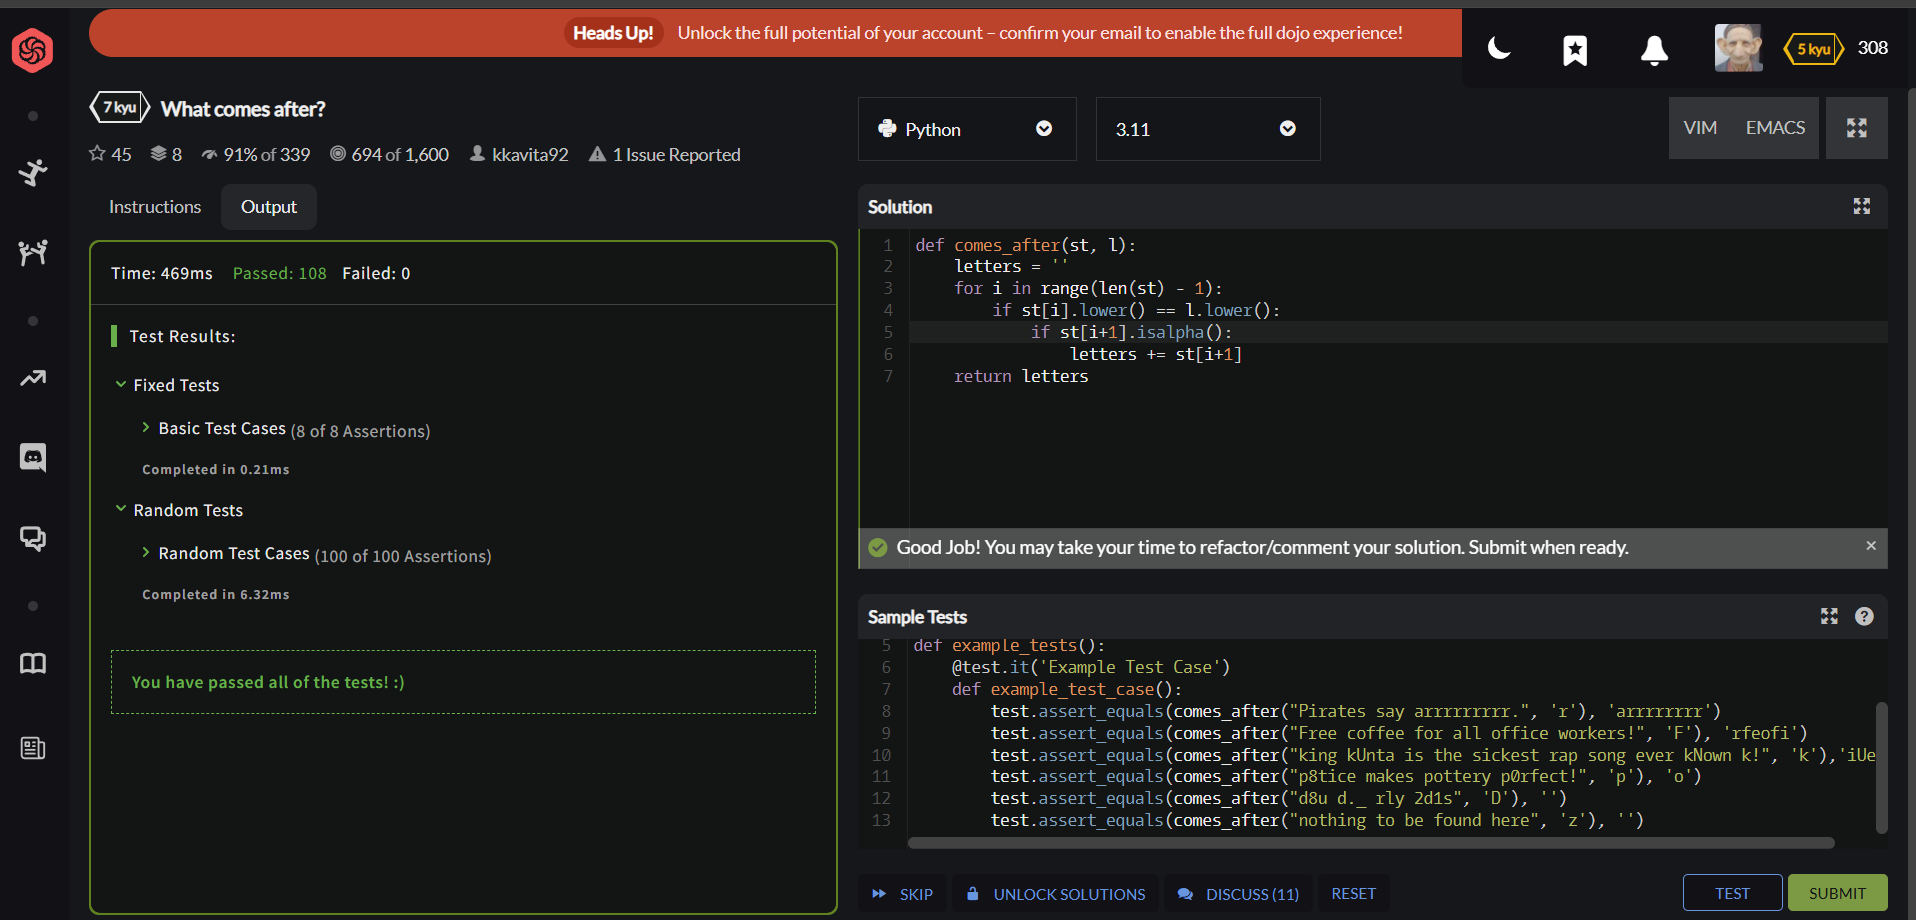 Heads Up! Unlock the full potential of your account – confirm your email to enable the full dojo experience!
5 kyu 308
7 kyu What comes after?
45 8 91% of 339 694 of 1,600 kkavita92 1 Issue Reported
Instructions Output
Time: 469ms Passed: 108 Failed: 0
Test Results:
Fixed Tests
Basic Test Cases (8 of 8 Assertions)
Completed in 0.21ms
Random Tests
Random Test Cases (100 of 100 Assertions)
Completed in 6.32ms
You have passed all of the tests! :)
Python 3.11 VIM EMACS
Solution
1 def comes_after(st, l):
2     letters = ''
3     for i in range(len(st) - 1):
4         if st[i].lower() == l.lower():
5             if st[i+1].isalpha():
6                 letters += st[i+1]
7     return letters
Good Job! You may take your time to refactor/comment your solution. Submit when ready. ×
Sample Tests ?
5 def example_tests():
6     @test.it('Example Test Case')
7     def example_test_case():
8         test.assert_equals(comes_after("Pirates say arrrrrrrrr.", 'r'), 'arrrrrrrr')
9         test.assert_equals(comes_after("Free coffee for all office workers!", 'F'), 'rfeofi')
10         test.assert_equals(comes_after("king kUnta is the sickest rap song ever kNown k!", 'k'),'iUe
11         test.assert_equals(comes_after("p8tice makes pottery p0rfect!", 'p'), 'o')
12         test.assert_equals(comes_after("d8u d._ rly 2d1s", 'D'), '')
13         test.assert_equals(comes_after("nothing to be found here", 'z'), '')
SKIP UNLOCK SOLUTIONS DISCUSS (11) RESET TEST SUBMIT